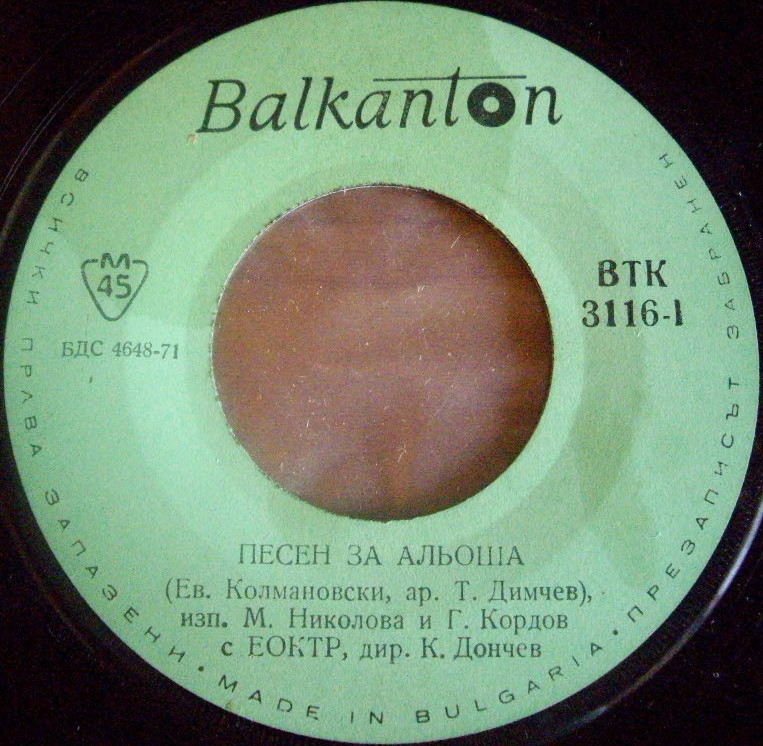 Balkanton
М
45
БДС 4648-71
ВТК
3116-I
ПЕСЕН ЗА АЛЬОША
(Ев. Колмановски, ар. Т. Димчев),
изп. М. Николова и Г. Кордов
с ЕОКТР, дир. К. Дончев
ВСИЧКИ ПРАВА ЗАПАЗЕНИ • MADE IN BULGARIA • ПРЕЗАПИСЪТ ЗАБРАНЕН